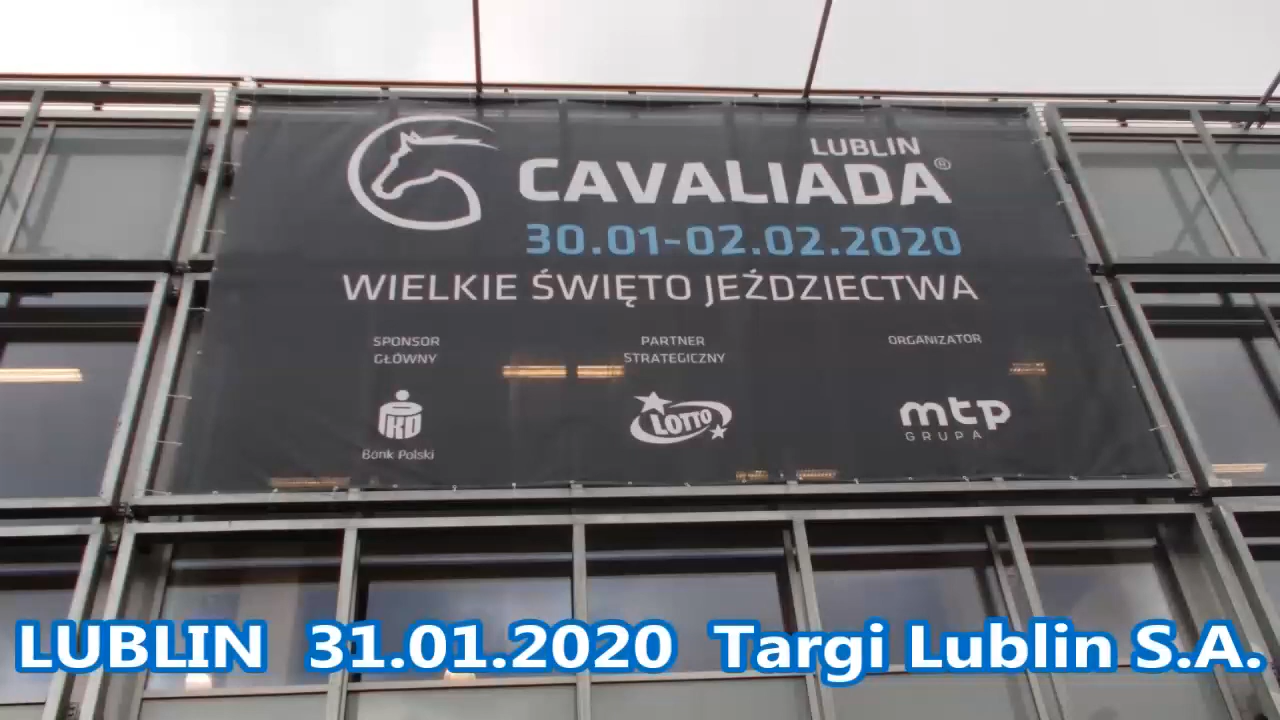 LUBLIN
CAVALIADA®
30.01-02.02.2020
WIELKIE ŚWIĘTO JEŹDZIECTWA
SPONSOR
GŁÓWNY
PKO
Bank Polski
PARTNER
STRATEGICZNY
LOTTO
ORGANIZATOR
mtp
GRUPA
LUBLIN 31.01.2020 Targi Lublin S.A.